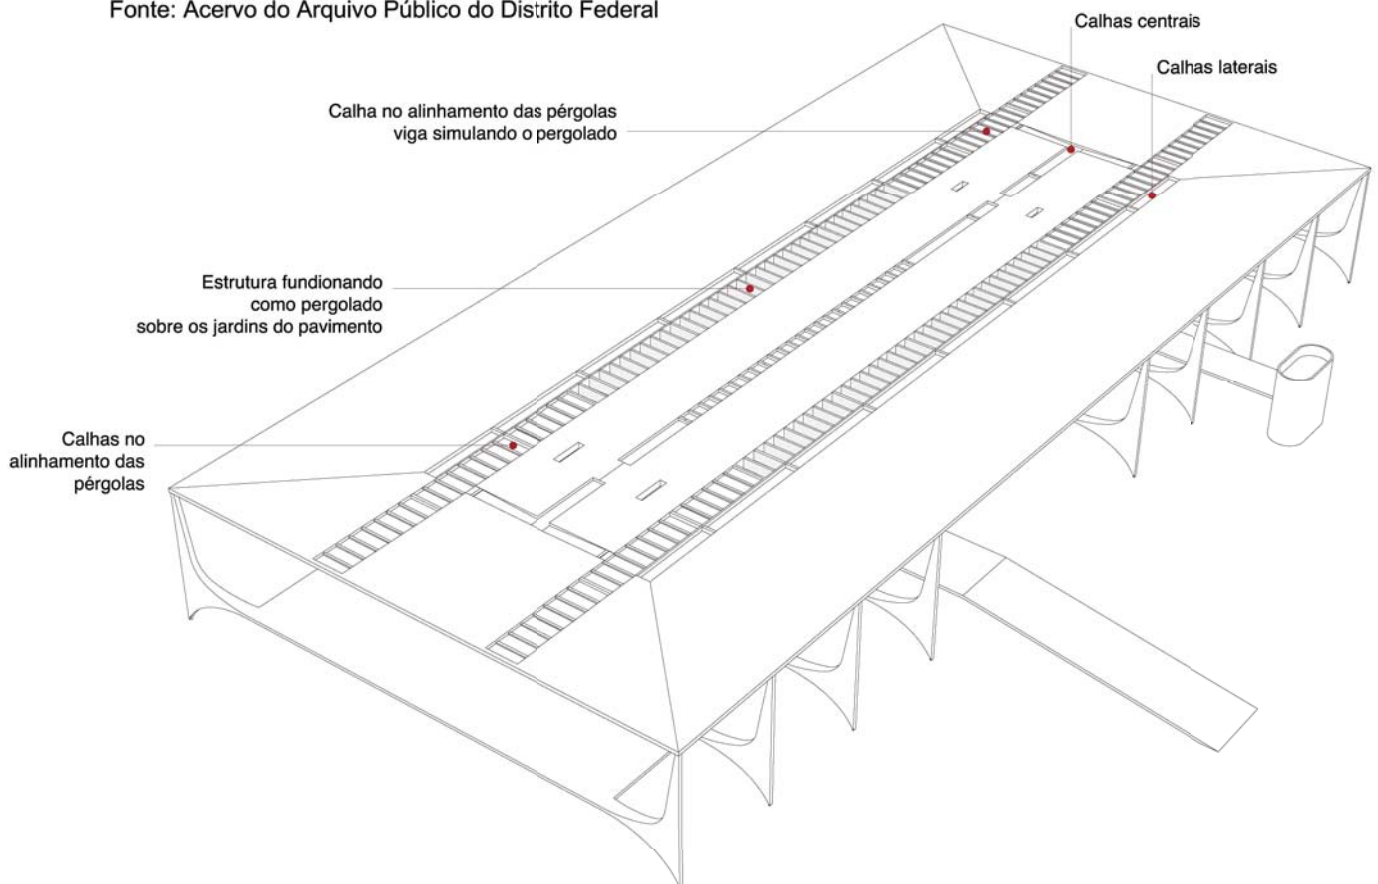 Fonte: Acervo do Arquivo Público do Distrito Federal
Calhas centrais
Calhas laterais
Calha no alinhamento das pérgolas
viga simulando o pergolado
Estrutura fundionando
como pergolado
sobre os jardins do pavimento
Calhas no
alinhamento das
pérgolas